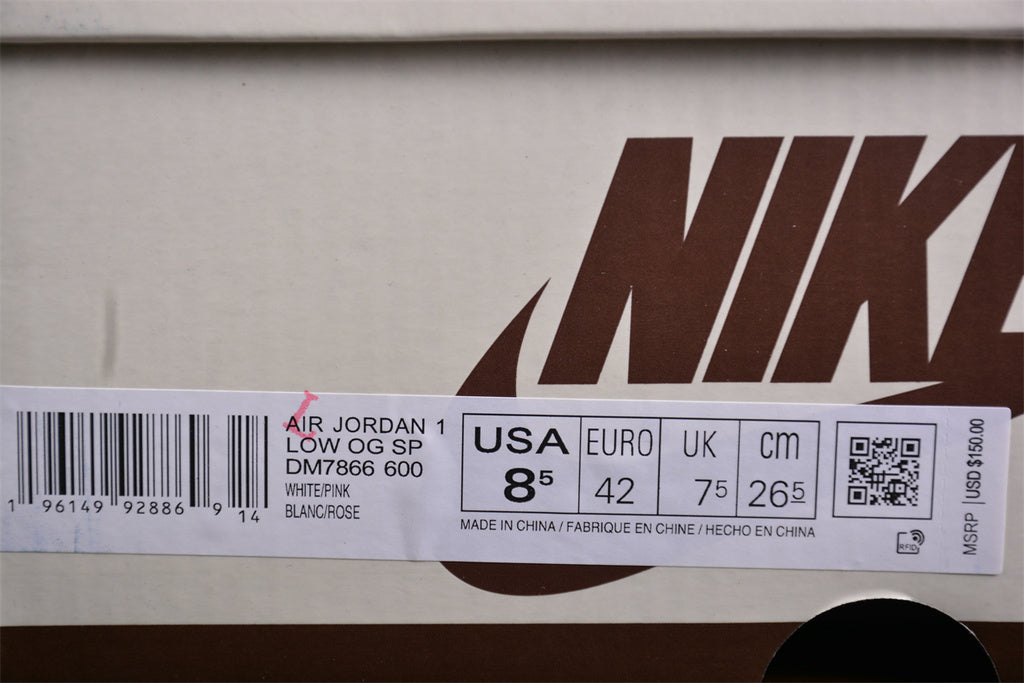 NIKE
AIR JORDAN 1
LOW OG SP
DM7866 600
WHITE/PINK
BLANC/ROSE
1 96149 92886 9 14
USA EURO UK cm
8⁵ 42 7⁵ 26⁵
MADE IN CHINA / FABRIQUE EN CHINE / HECHO EN CHINA
RFID
MSRP | USD $150.00